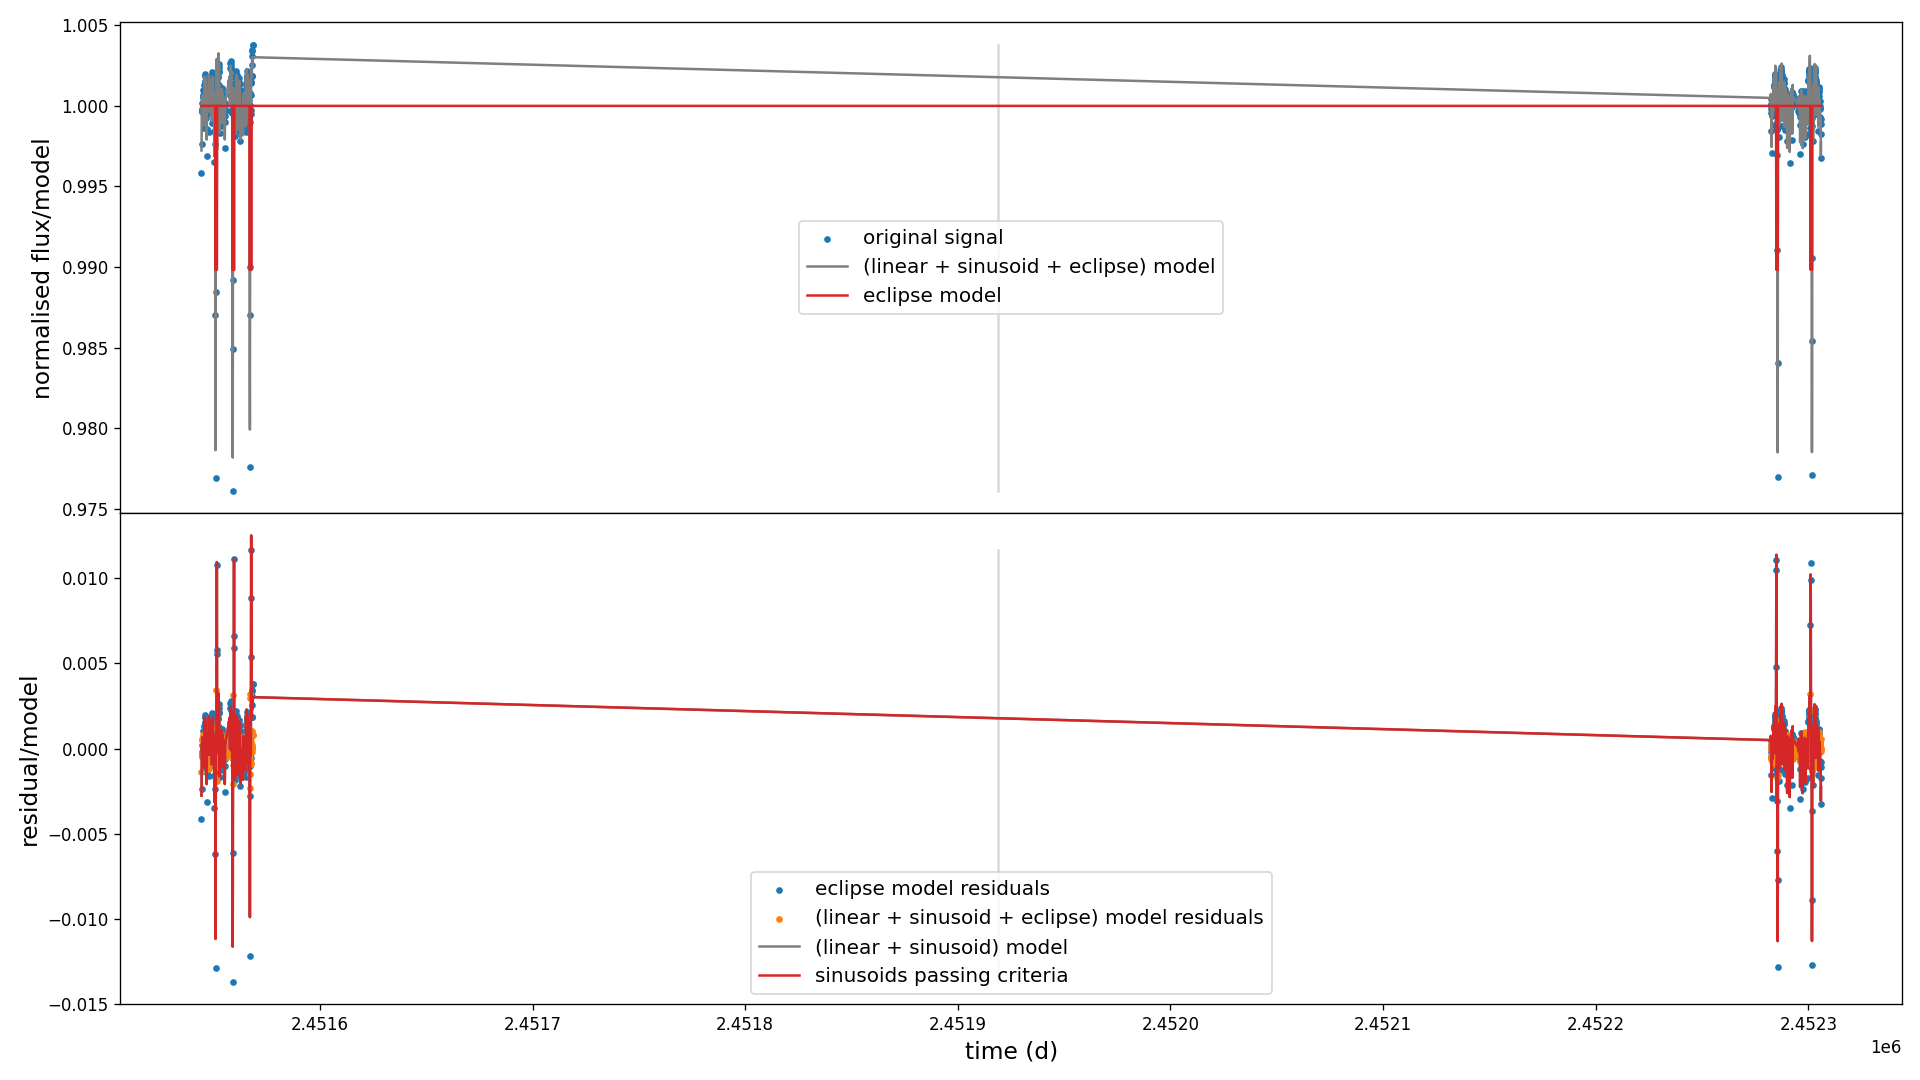 1.005
1.000
0.995
0.990
0.985
0.980
0.975
normalised flux/model
original signal
(linear + sinusoid + eclipse) model
eclipse model
0.010
0.005
0.000
−0.005
−0.010
−0.015
residual/model
eclipse model residuals
(linear + sinusoid + eclipse) model residuals
(linear + sinusoid) model
sinusoids passing criteria
2.4516 2.4517 2.4518 2.4519 2.4520 2.4521 2.4522 2.4523
time (d)
1e6